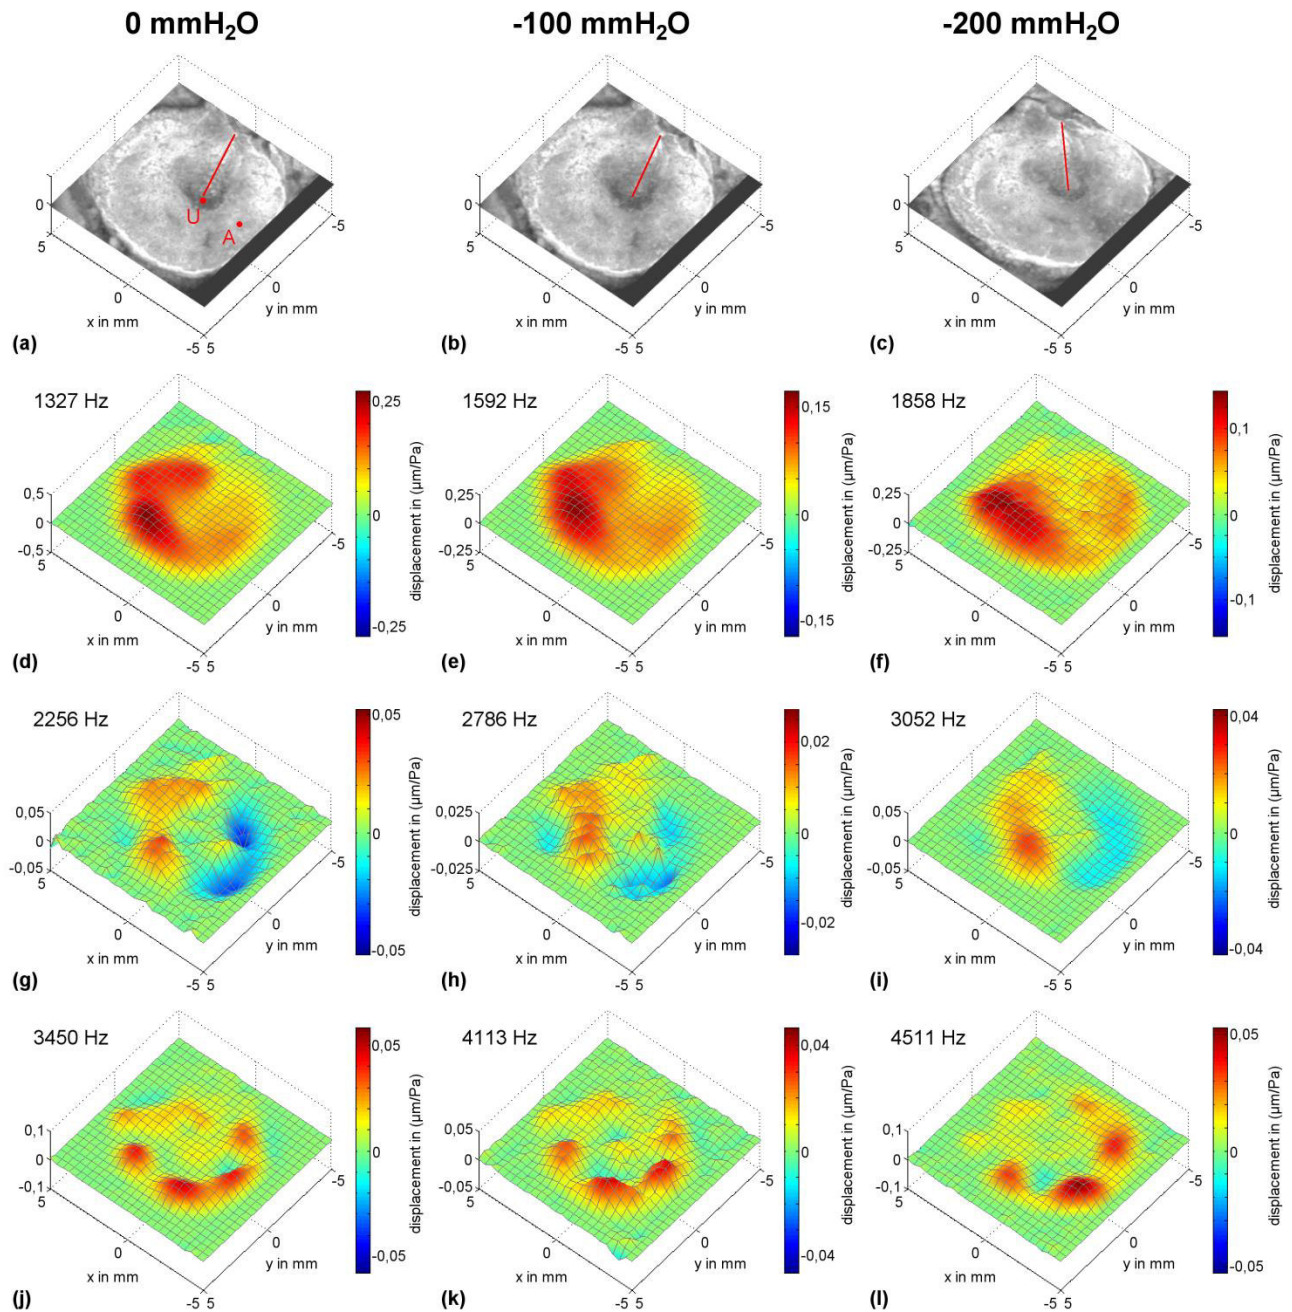 0 mmH₂O
-100 mmH₂O
-200 mmH₂O
U
A
0
5
0
-5 5
0
-5
x in mm
y in mm
(a)
0
5
0
-5 5
0
-5
x in mm
y in mm
(b)
0
5
0
-5 5
0
-5
x in mm
y in mm
(c)
1327 Hz
0,5
0
-0,5
5
0
-5 5
0
-5
x in mm
y in mm
0,25
0
-0,25
displacement in (µm/Pa)
(d)
1592 Hz
0,25
0
-0,25
5
0
-5 5
0
-5
x in mm
y in mm
0,15
0
-0,15
displacement in (µm/Pa)
(e)
1858 Hz
0,25
0
-0,25
5
0
-5 5
0
-5
x in mm
y in mm
0,1
0
-0,1
displacement in (µm/Pa)
(f)
2256 Hz
0,05
0
-0,05
5
0
-5 5
0
-5
x in mm
y in mm
0,05
0
-0,05
displacement in (µm/Pa)
(g)
2786 Hz
0,025
0
-0,025
5
0
-5 5
0
-5
x in mm
y in mm
0,02
0
-0,02
displacement in (µm/Pa)
(h)
3052 Hz
0,05
0
-0,05
5
0
-5 5
0
-5
x in mm
y in mm
0,04
0
-0,04
displacement in (µm/Pa)
(i)
3450 Hz
0,1
0
-0,1
5
0
-5 5
0
-5
x in mm
y in mm
0,05
0
-0,05
displacement in (µm/Pa)
(j)
4113 Hz
0,05
0
-0,05
5
0
-5 5
0
-5
x in mm
y in mm
0,04
0
-0,04
displacement in (µm/Pa)
(k)
4511 Hz
0,1
0
-0,1
5
0
-5 5
0
-5
x in mm
y in mm
0,05
0
-0,05
displacement in (µm/Pa)
(l)